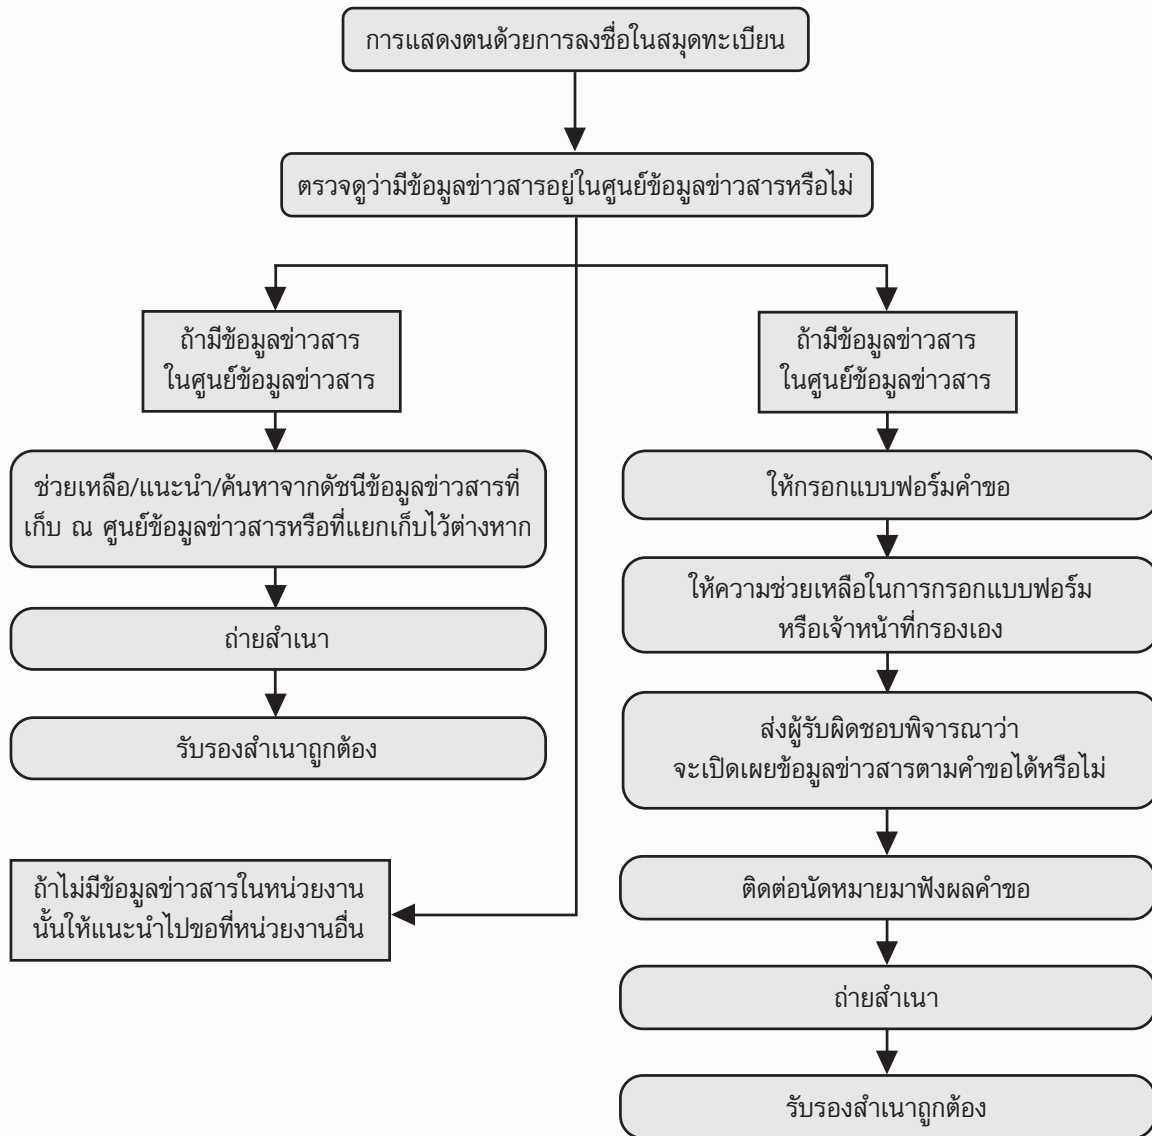 การแสดงตนด้วยการลงชื่อในสมุดทะเบียน
ตรวจดูว่ามีข้อมูลข่าวสารอยู่ในศูนย์ข้อมูลข่าวสารหรือไม่
ถ้ามีข้อมูลข่าวสาร
ในศูนย์ข้อมูลข่าวสาร
ช่วยเหลือ/แนะนำ/ค้นหาจากดัชนีข้อมูลข่าวสารที่
เก็บ ณ ศูนย์ข้อมูลข่าวสารหรือที่แยกเก็บไว้ต่างหาก
ถ่ายสำเนา
รับรองสำเนาถูกต้อง
ถ้าไม่มีข้อมูลข่าวสารในหน่วยงาน
นั้นให้แนะนำไปขอที่หน่วยงานอื่น
ถ้ามีข้อมูลข่าวสาร
ในศูนย์ข้อมูลข่าวสาร
ให้กรอกแบบฟอร์มคำขอ
ให้ความช่วยเหลือในการกรอกแบบฟอร์ม
หรือเจ้าหน้าที่กรองเอง
ส่งผู้รับผิดชอบพิจารณาว่า
จะเปิดเผยข้อมูลข่าวสารตามคำขอได้หรือไม่
ติดต่อนัดหมายมาฟังผลคำขอ
ถ่ายสำเนา
รับรองสำเนาถูกต้อง